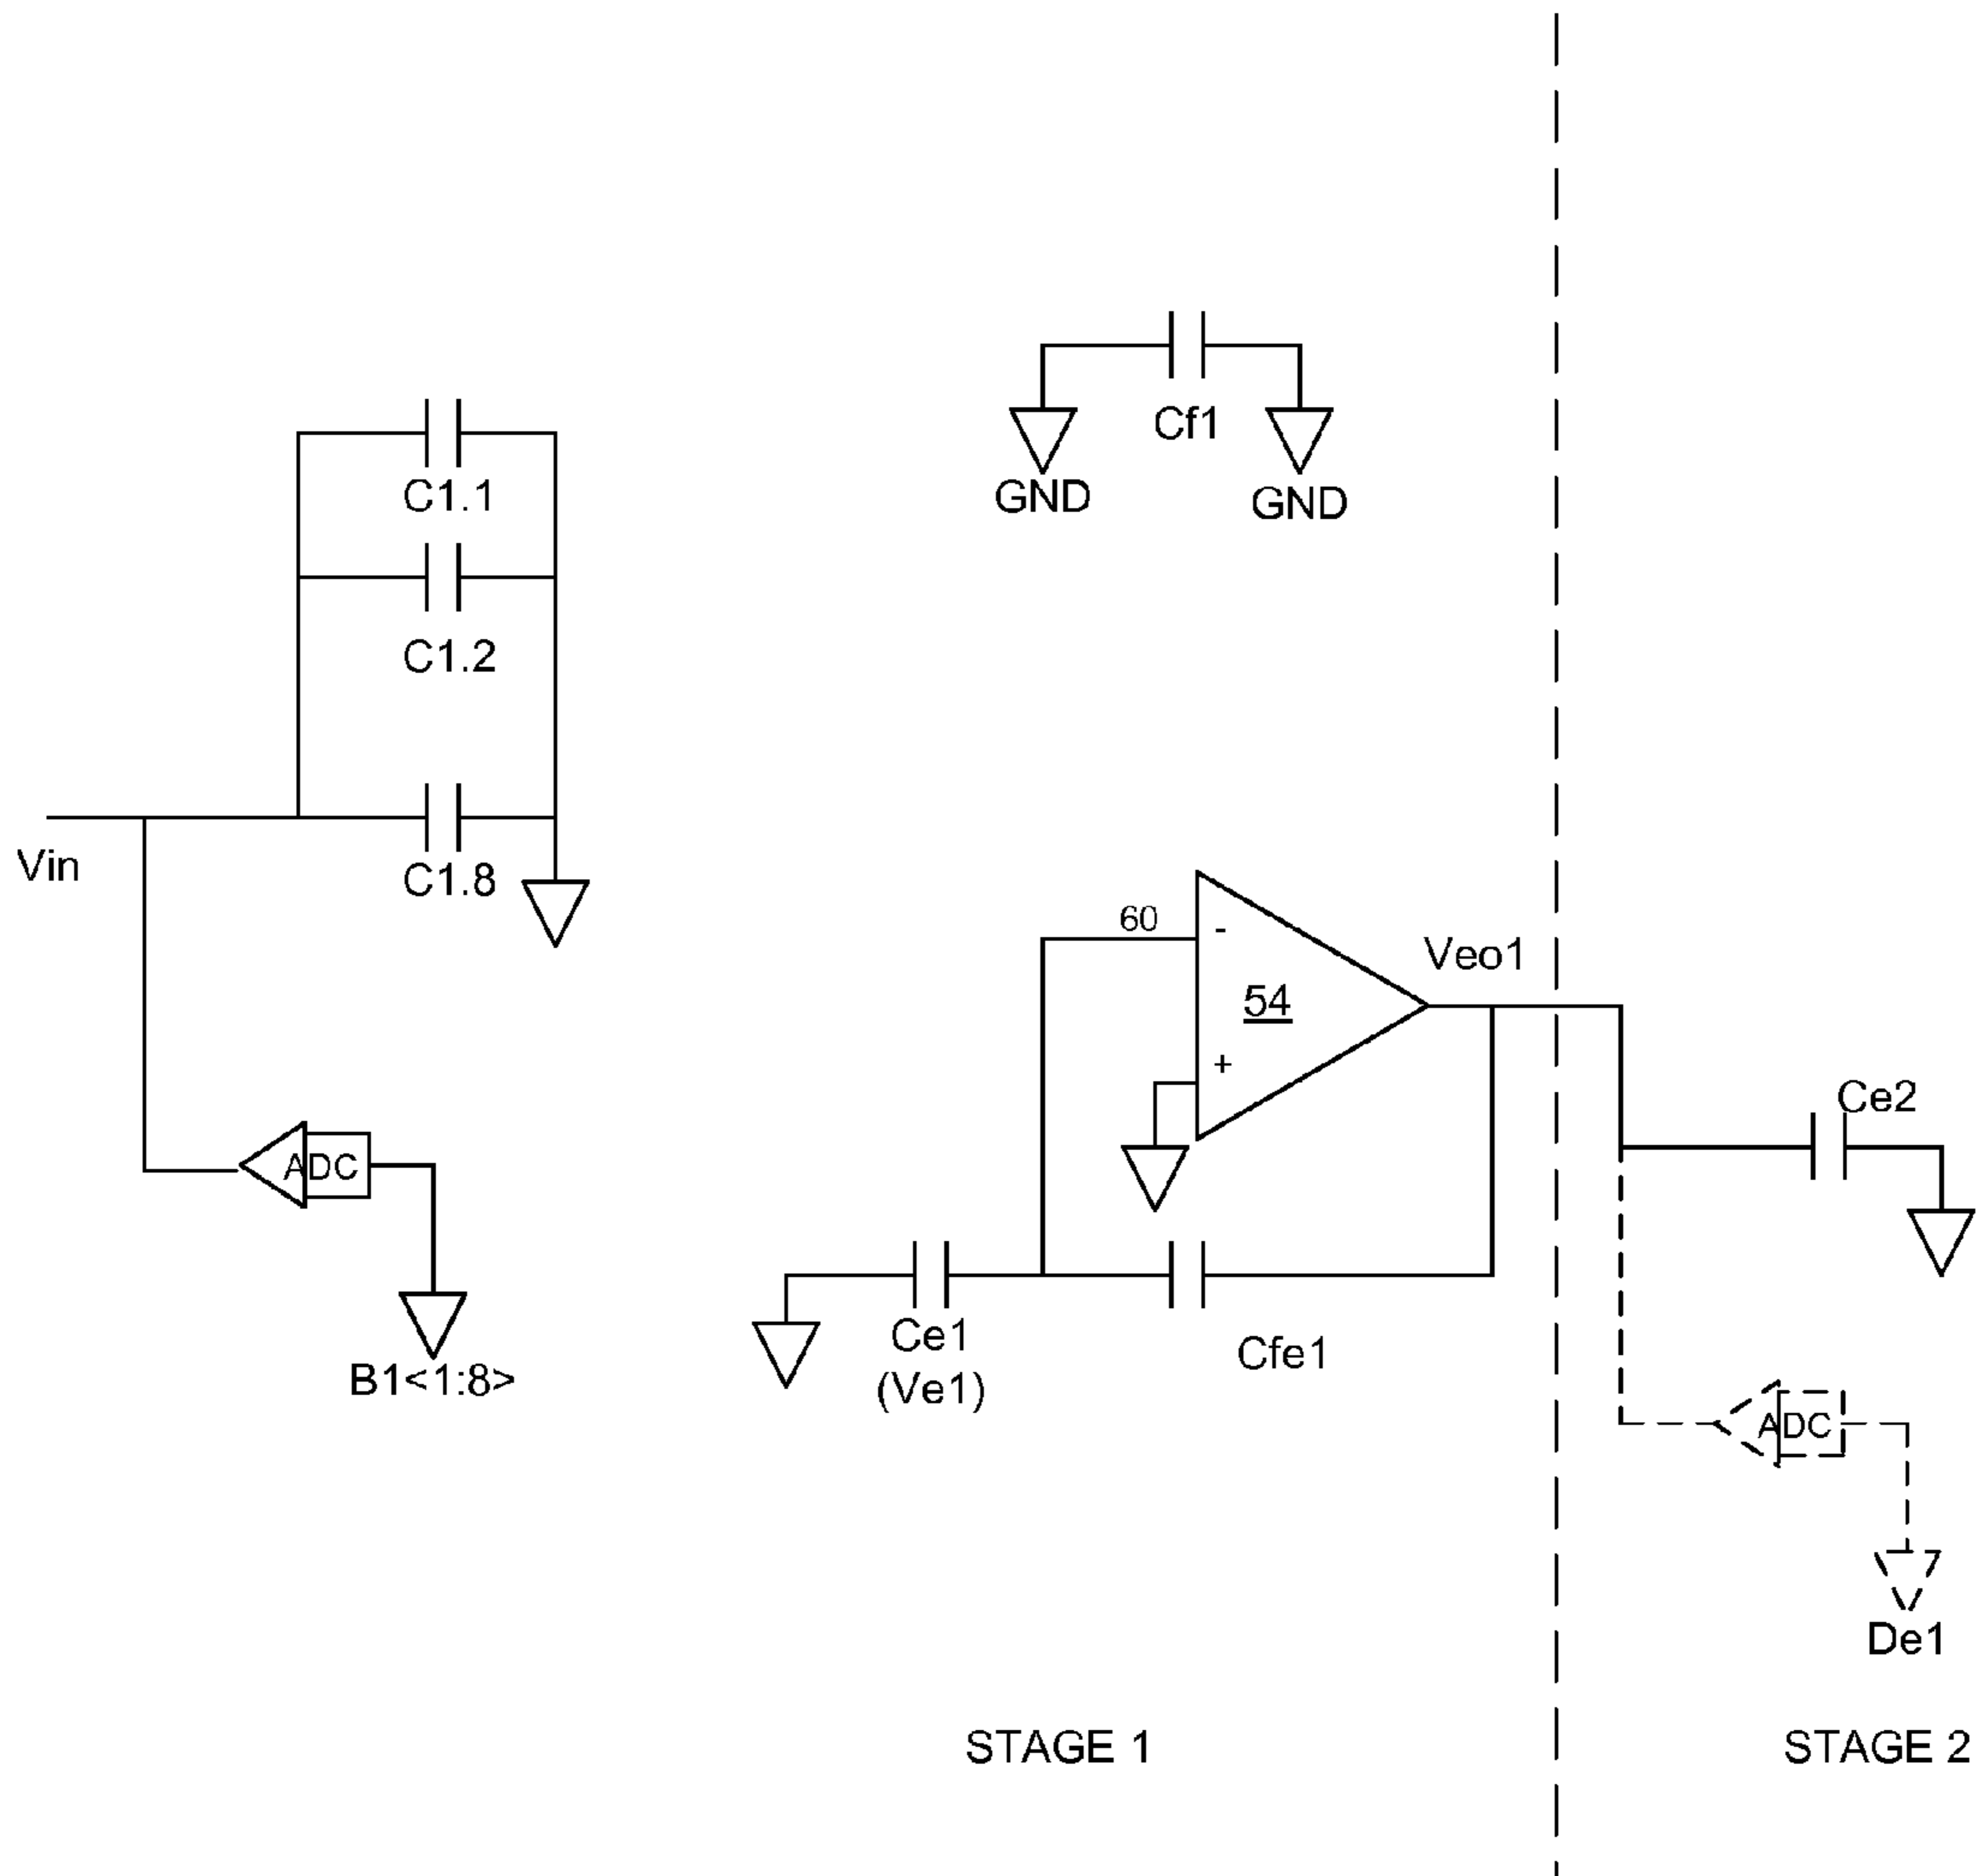 Cf1
GND
GND
C1.1
C1.2
C1.8
Vin
60
-
54
+
Veo1
Ce2
ADC
B1<1:8>
Ce1
(Ve1)
Cfe1
ADC
De1
STAGE 1
STAGE 2